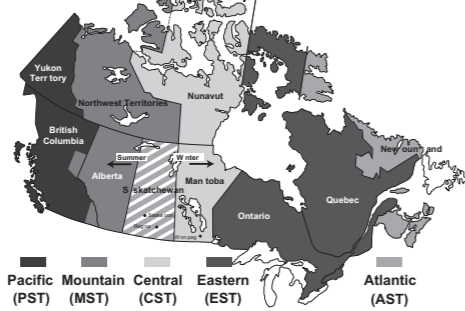 Yukon
Terr tory
Northwest Territories
Nunavut
British
Columbia
Alberta
Summer
W nter
S skatchewan
Man toba
Ontario
Quebec
New oun and
Pacific
(PST)
Mountain
(MST)
Central
(CST)
Eastern
(EST)
Atlantic
(AST)